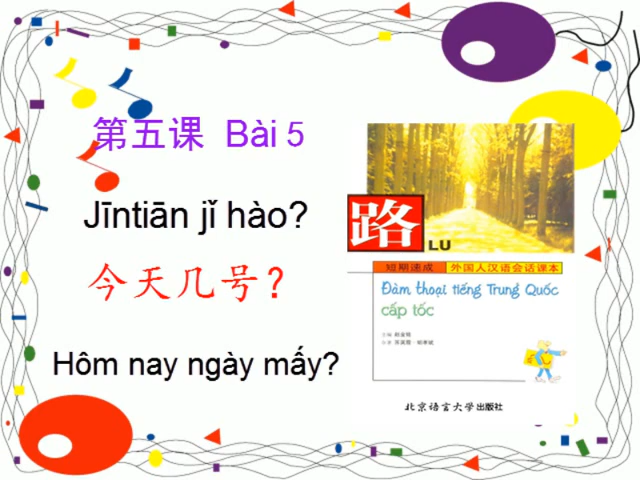 第五课 Bài 5
Jīntiān jǐ hào?
今天几号？
Hôm nay ngày mấy?
路
LU
短期速成 外国人汉语会话课本
Đàm thoại tiếng Trung Quốc
cấp tốc
北京语言大学出版社